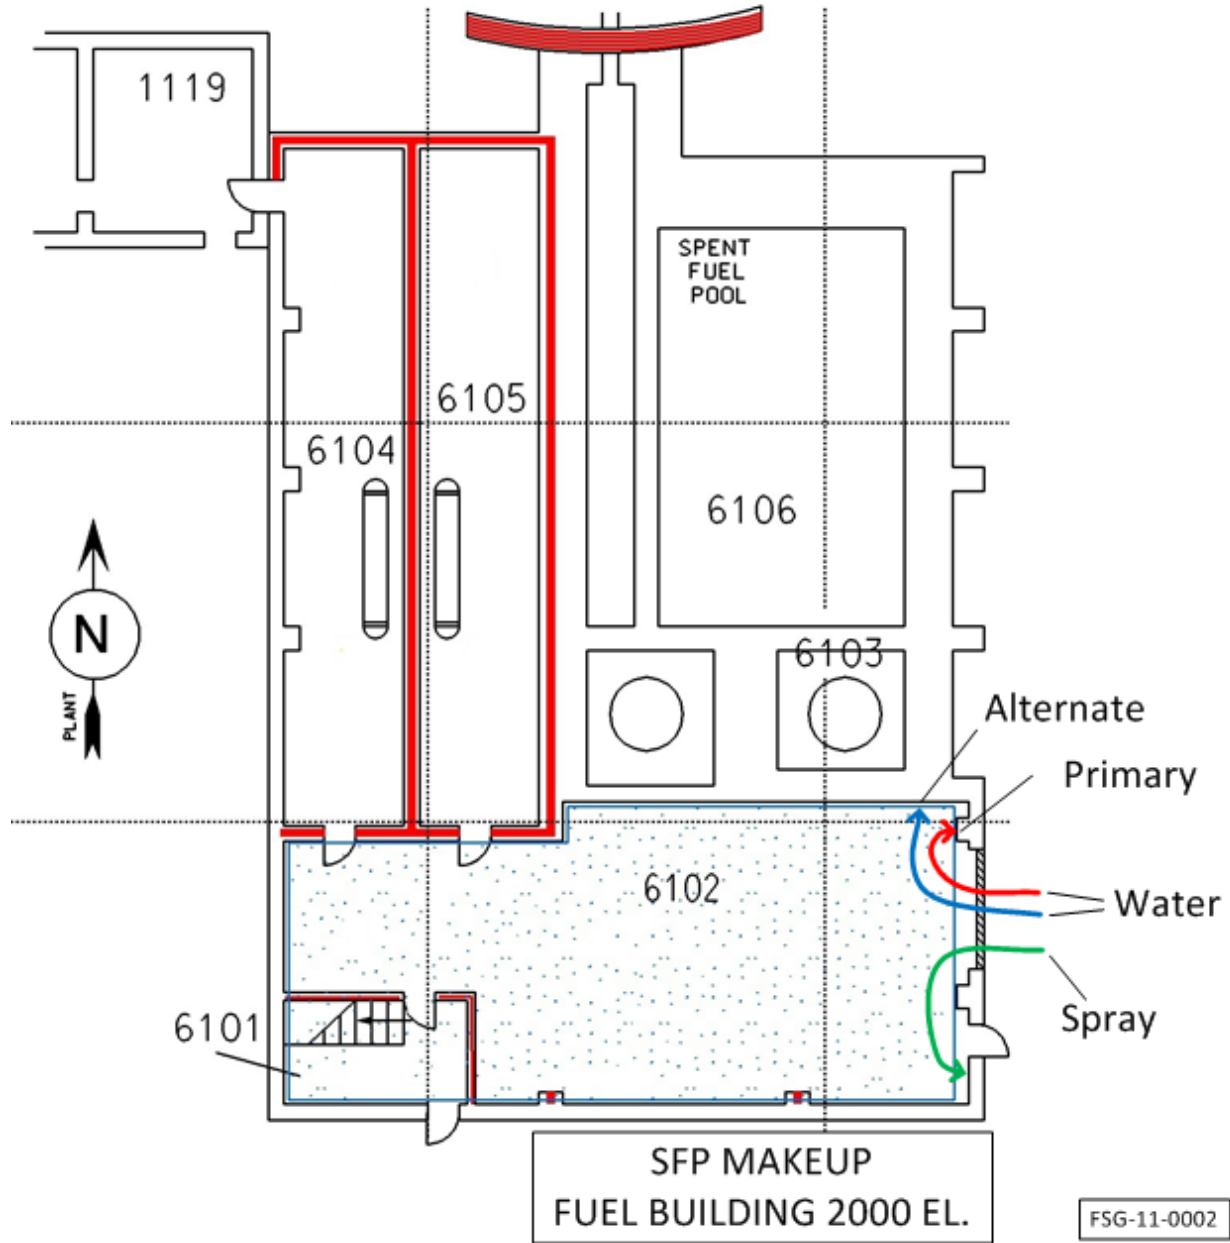 1119
SPENT
FUEL
POOL
6105
6104
6106
N
PLANT
6103
Alternate
Primary
6102
Water
Spray
6101
SFP MAKEUP
FUEL BUILDING 2000 EL.
FSG-11-0002